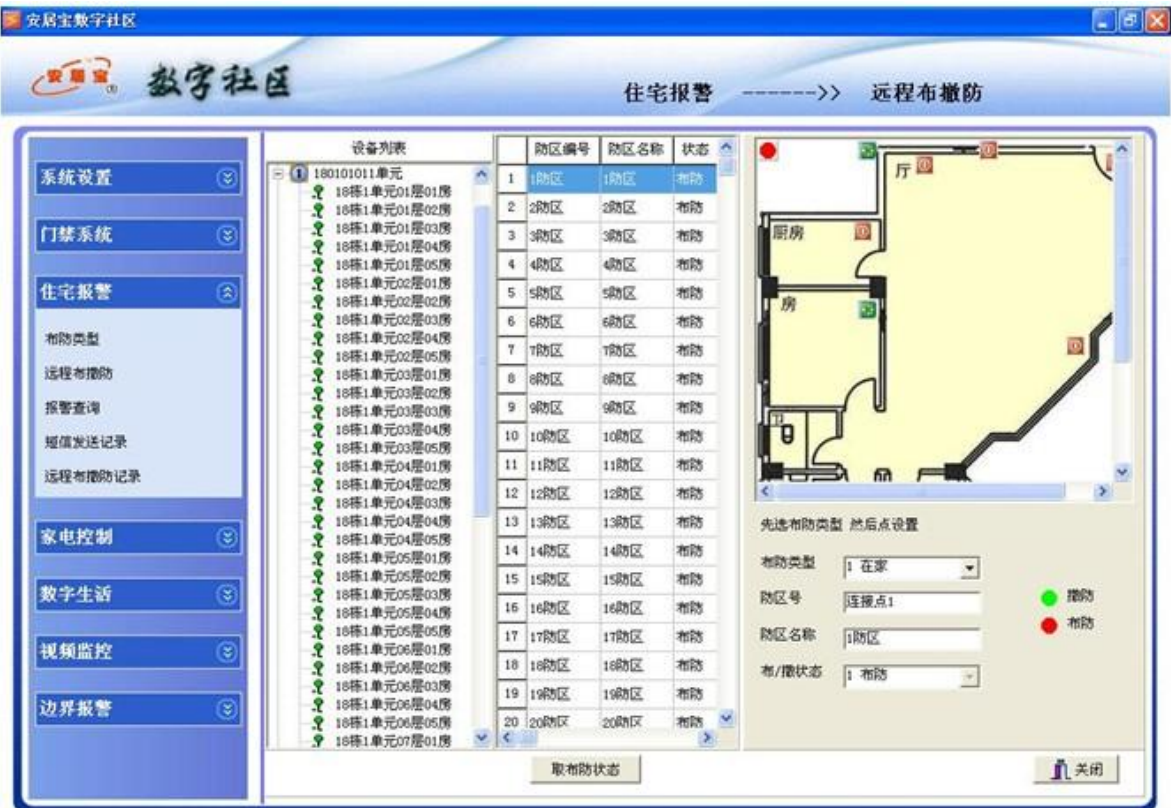 安居宝数字社区
安居宝® 数字社区
住宅报警 ------>> 远程布撤防
系统设置
门禁系统
住宅报警
布防类型
远程布撤防
报警查询
短信发送记录
远程布撤防记录
家电控制
数字生活
视频监控
边界报警
设备列表
180101011单元
18栋1单元01层01房
18栋1单元01层02房
18栋1单元01层03房
18栋1单元01层04房
18栋1单元01层05房
18栋1单元02层01房
18栋1单元02层02房
18栋1单元02层03房
18栋1单元02层04房
18栋1单元02层05房
18栋1单元03层01房
18栋1单元03层02房
18栋1单元03层03房
18栋1单元03层04房
18栋1单元03层05房
18栋1单元04层01房
18栋1单元04层02房
18栋1单元04层03房
18栋1单元04层04房
18栋1单元04层05房
18栋1单元05层01房
18栋1单元05层02房
18栋1单元05层03房
18栋1单元05层04房
18栋1单元05层05房
18栋1单元06层01房
18栋1单元06层02房
18栋1单元06层03房
18栋1单元06层04房
18栋1单元06层05房
18栋1单元07层01房
防区编号 防区名称 状态
1 1防区 1防区 布防
2 2防区 2防区 布防
3 3防区 3防区 布防
4 4防区 4防区 布防
5 5防区 5防区 布防
6 6防区 6防区 布防
7 7防区 7防区 布防
8 8防区 8防区 布防
9 9防区 9防区 布防
10 10防区 10防区 布防
11 11防区 11防区 布防
12 12防区 12防区 布防
13 13防区 13防区 布防
14 14防区 14防区 布防
15 15防区 15防区 布防
16 16防区 16防区 布防
17 17防区 17防区 布防
18 18防区 18防区 布防
19 19防区 19防区 布防
20 20防区 20防区 布防
厅
厨房
房
卫
先选布防类型 然后点设置
布防类型 1 在家
防区号 连接点1
防区名称 1防区
布/撤状态 1 布防
撤防
布防
取布防状态
关闭